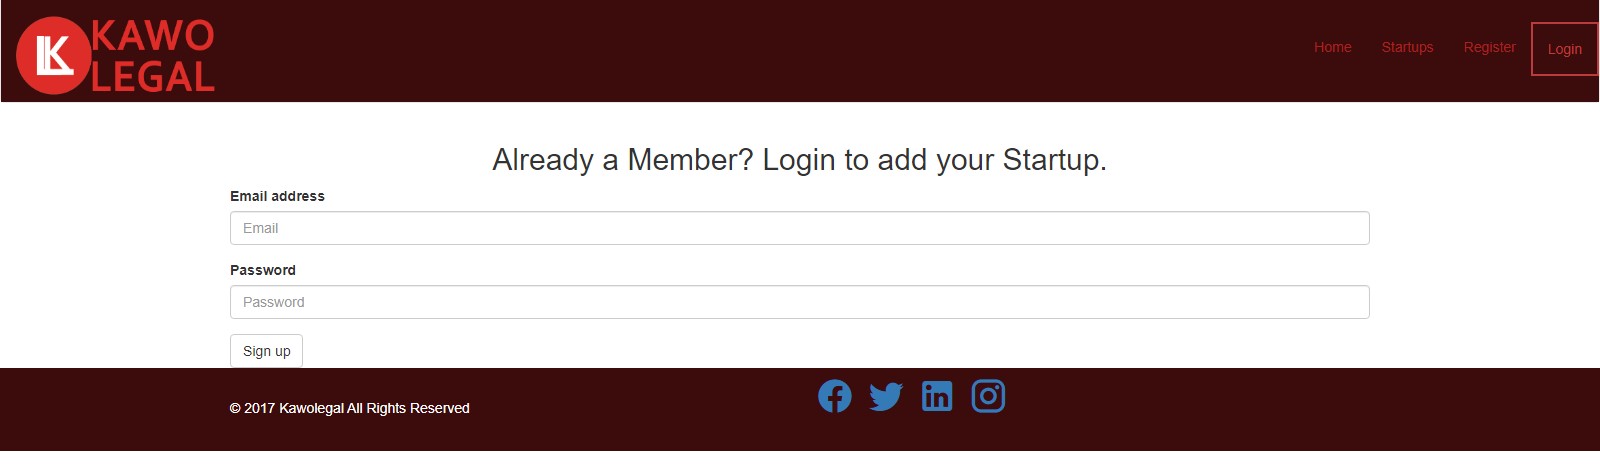 KAWO
LEGAL
Home Startups Register Login
Already a Member? Login to add your Startup.
Email address
Email
Password
Password
Sign up
© 2017 Kawolegal All Rights Reserved